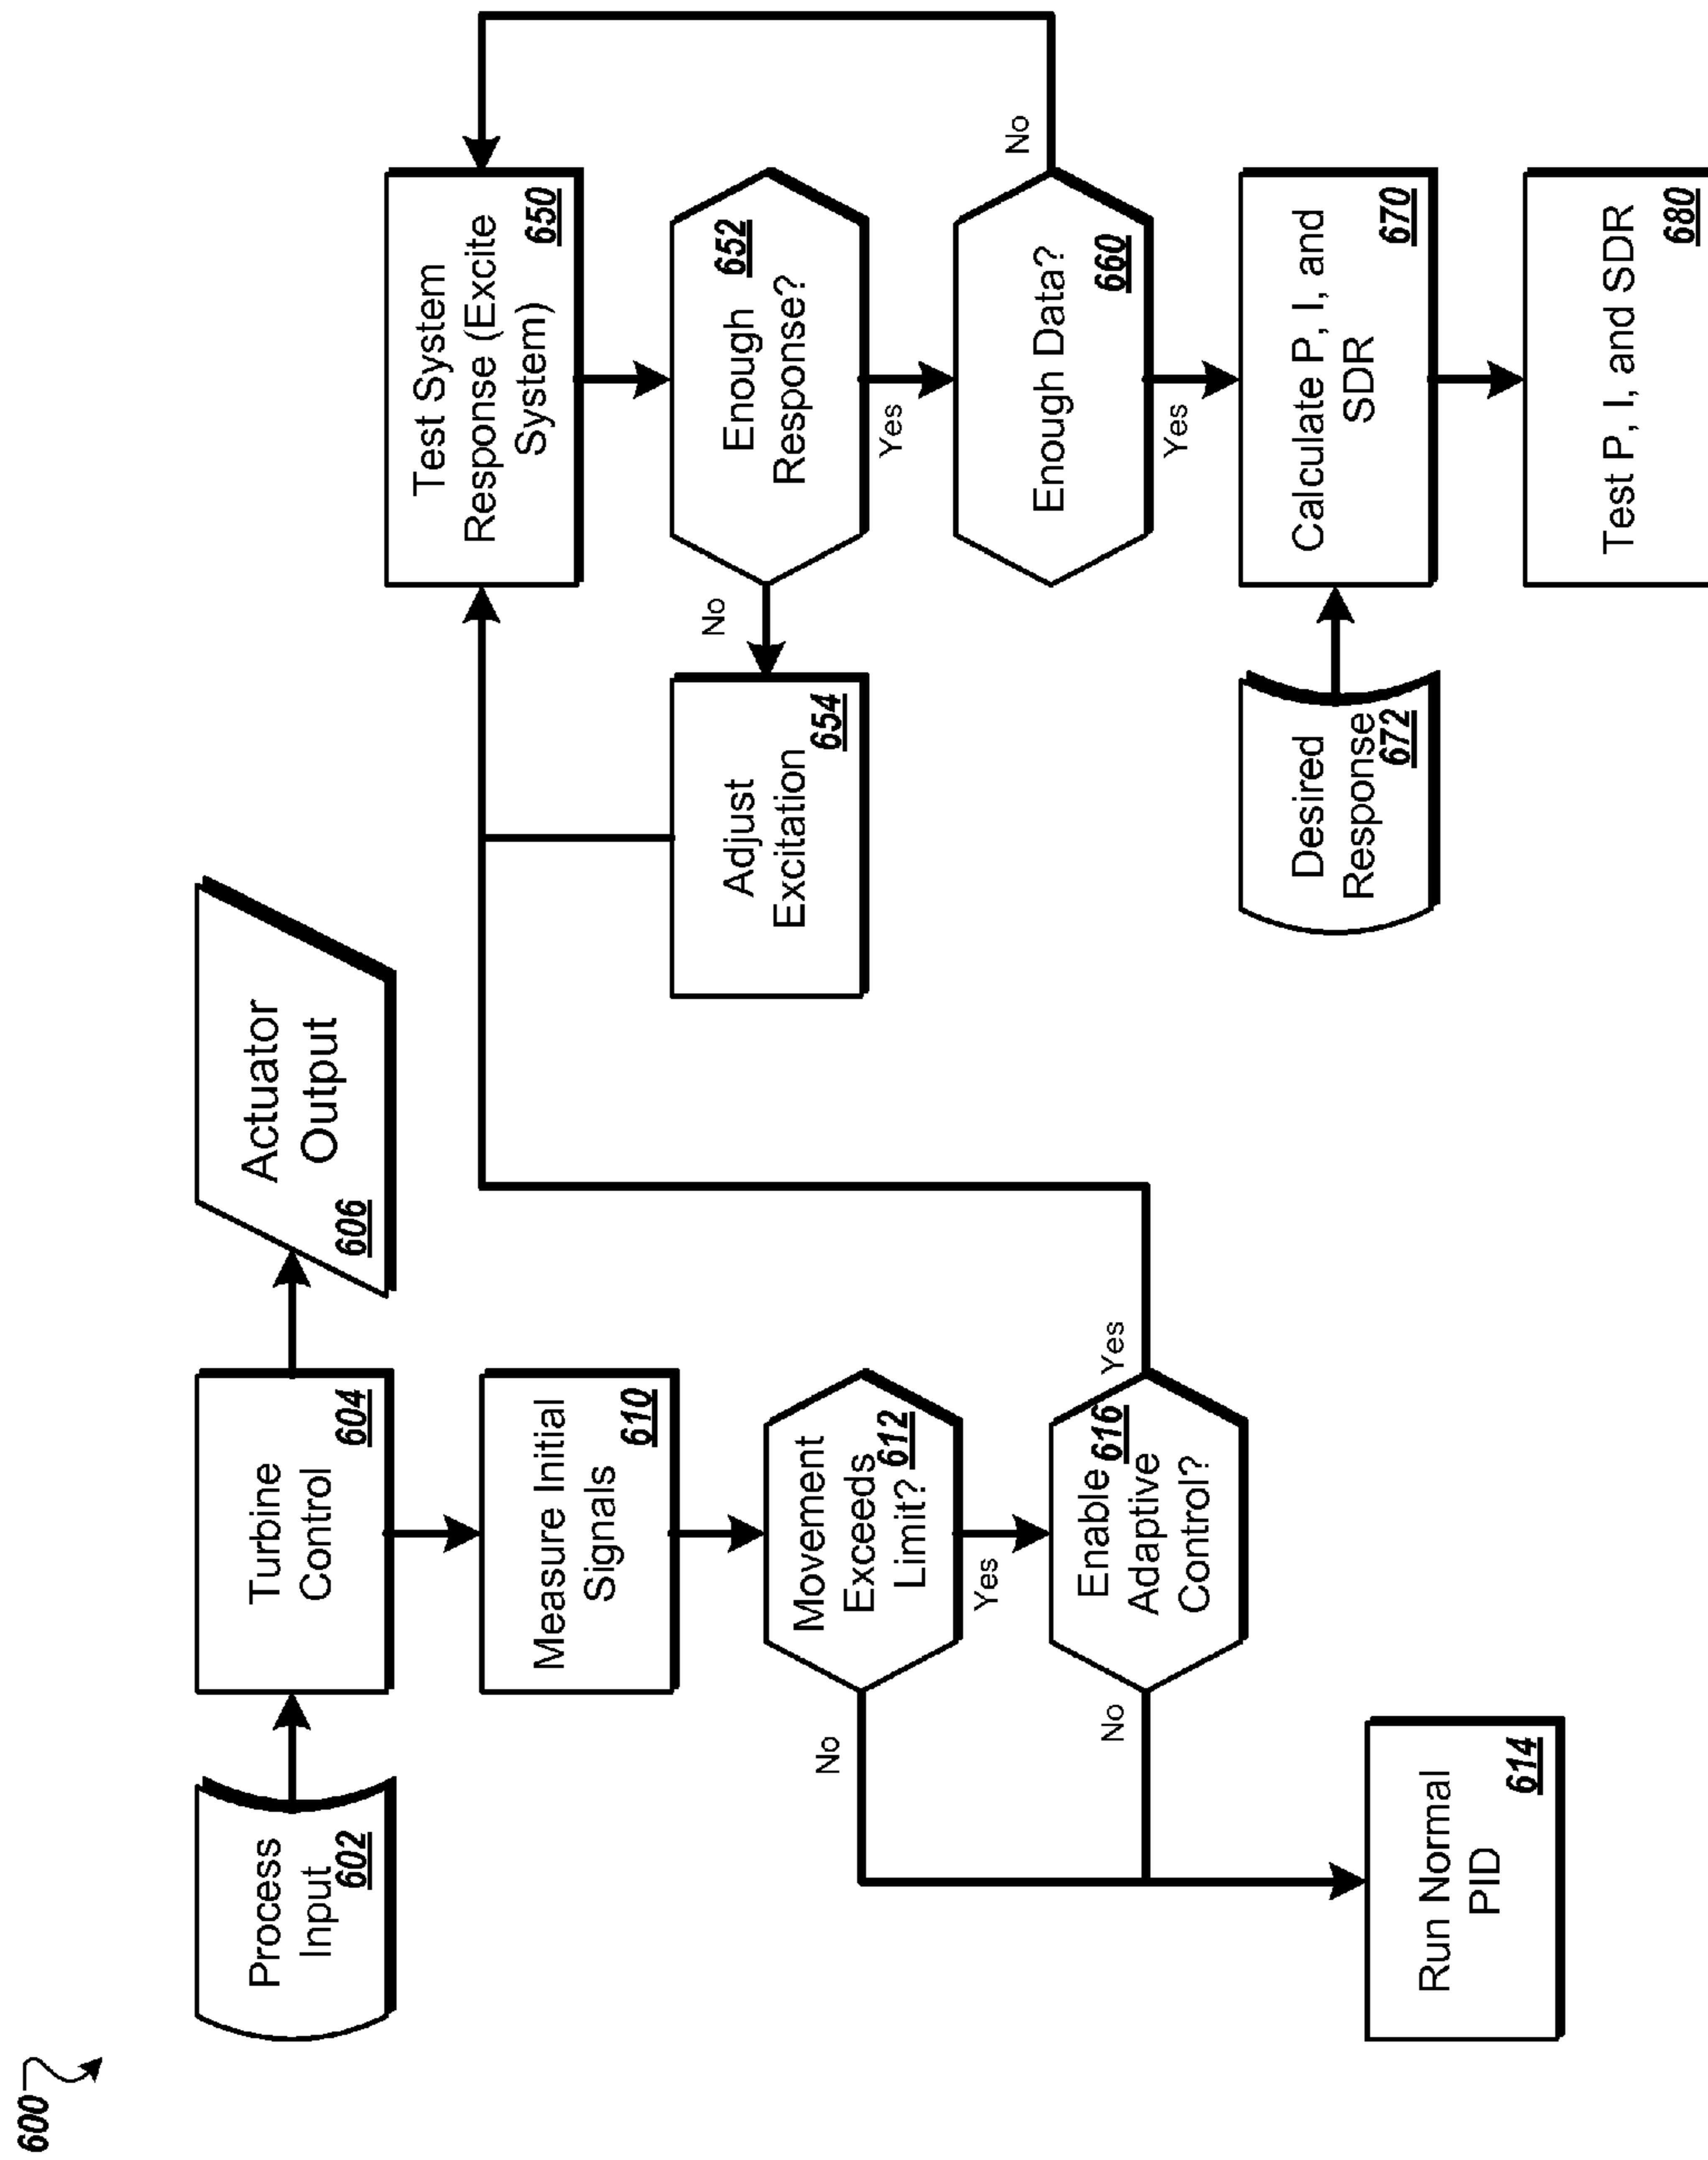 600
Process
Input
602
Turbine
Control
604
Actuator
Output
606
Measure Initial
Signals
610
Movement
Exceeds
Limit?
612
No
Yes
Enable
Adaptive
Control?
616
No
Yes
Run Normal
PID
614
Test System
Response (Excite
System)
650
Enough
Response?
652
No
Yes
Adjust
Excitation
654
Enough Data?
660
No
Yes
Calculate P, I, and
SDR
670
Desired
Response
672
Test P, I, and SDR
680